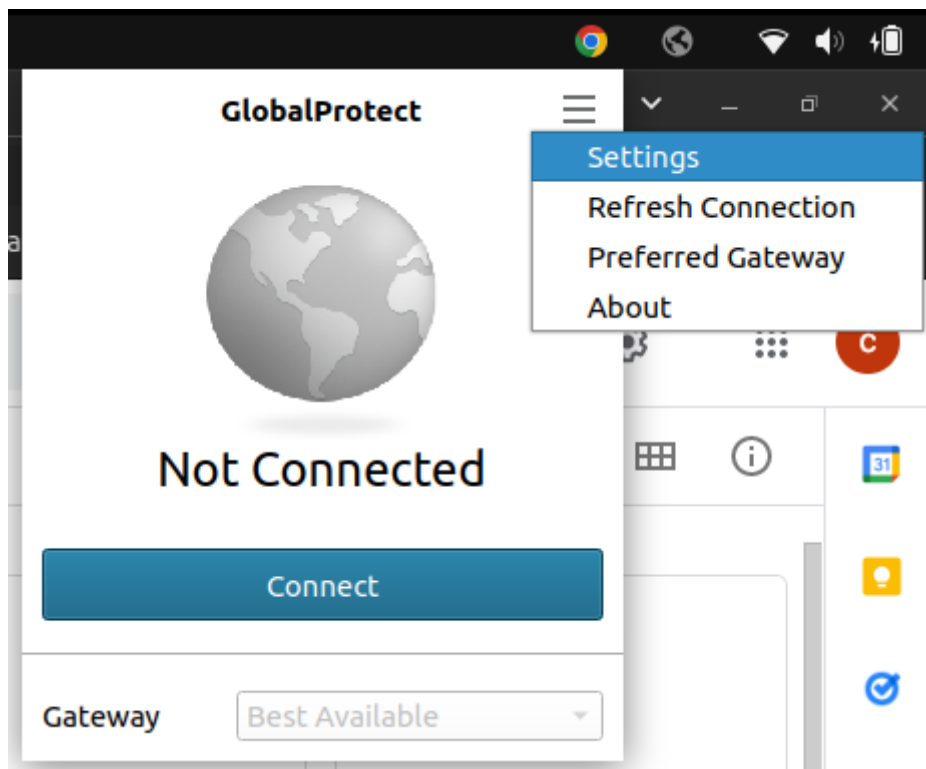 GlobalProtect
Settings
Refresh Connection
Preferred Gateway
About
a
C
Not Connected
31
Connect
Gateway
Best Available